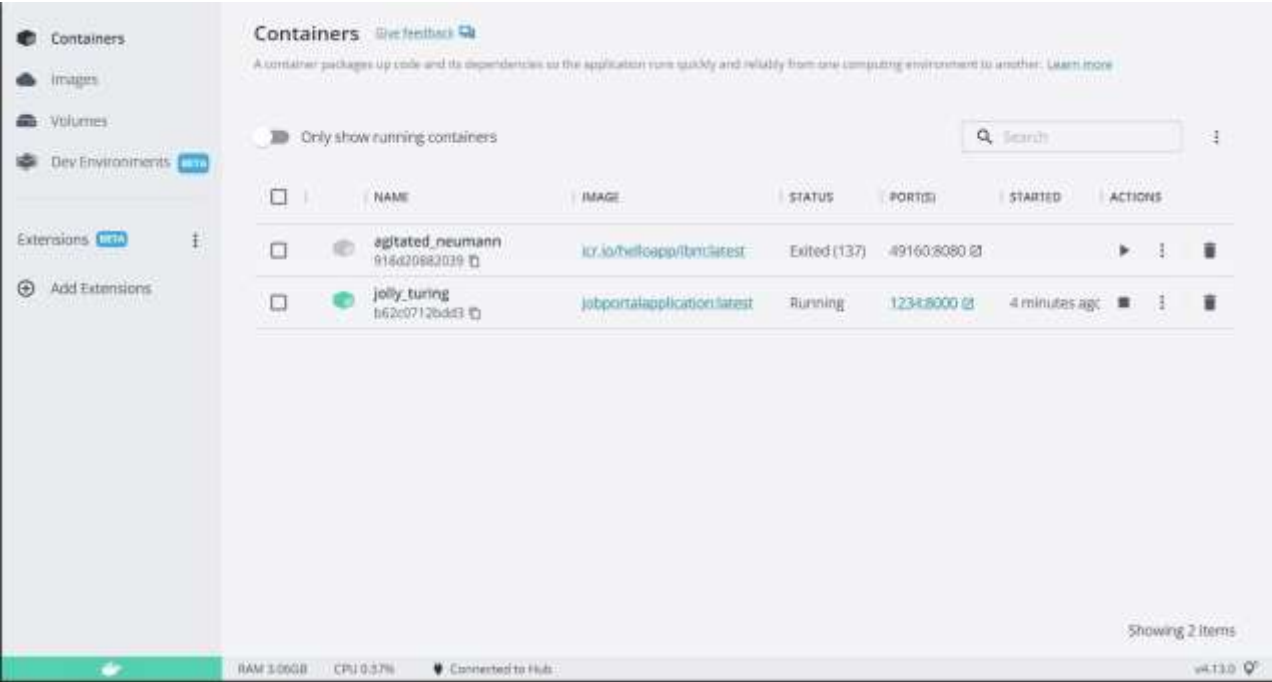 Containers
Images
Volumes
Dev Environments BETA
Extensions BETA
Add Extensions
Containers Give feedback
A container packages up code and its dependencies so the application runs quickly and reliably from one computing environment to another. Learn more
Only show running containers
Search
NAME IMAGE STATUS PORT(S) STARTED ACTIONS
agitated_neumann icr.io/helloapp/ibm:latest Exited (137) 49160:8080
916d20882039
jolly_turing jobportalapplication:latest Running 1234:8000 4 minutes agc
b62c0712bdd3
Showing 2 items
RAM 3.06GB CPU 0.37% Connected to Hub v4.13.0